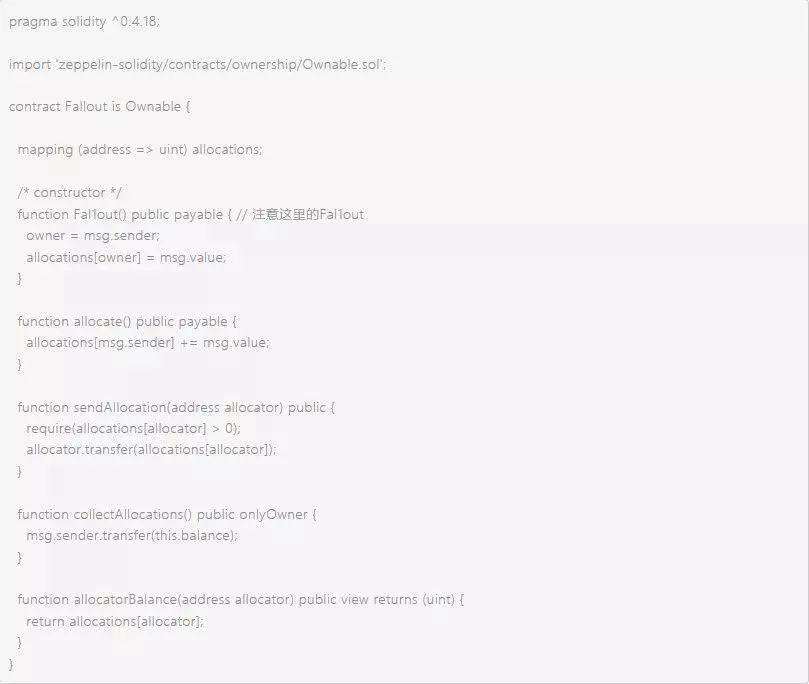 pragma solidity ^0.4.18;
import 'zeppelin-solidity/contracts/ownership/Ownable.sol';
contract Fallout is Ownable {
mapping (address => uint) allocations;
/* constructor */
function Fal1out() public payable { // 注意这里的Fal1out
owner = msg.sender;
allocations[owner] = msg.value;
}
function allocate() public payable {
allocations[msg.sender] += msg.value;
}
function sendAllocation(address allocator) public {
require(allocations[allocator] > 0);
allocator.transfer(allocations[allocator]);
}
function collectAllocations() public onlyOwner {
msg.sender.transfer(this.balance);
}
function allocatorBalance(address allocator) public view returns (uint) {
return allocations[allocator];
}
}